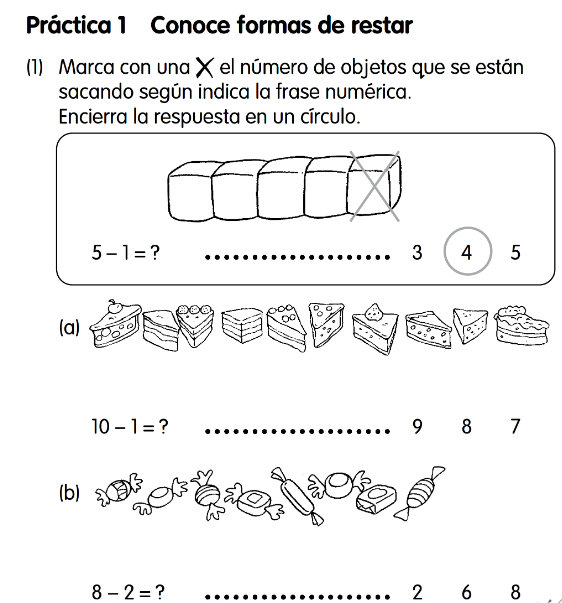 Práctica 1 Conoce formas de restar
(1) Marca con una X el número de objetos que se están
sacando según indica la frase numérica.
Encierra la respuesta en un círculo.
5 – 1 = ? .................... 3 4 5
(a)
10 – 1 = ? .................... 9 8 7
(b)
8 – 2 = ? .................... 2 6 8